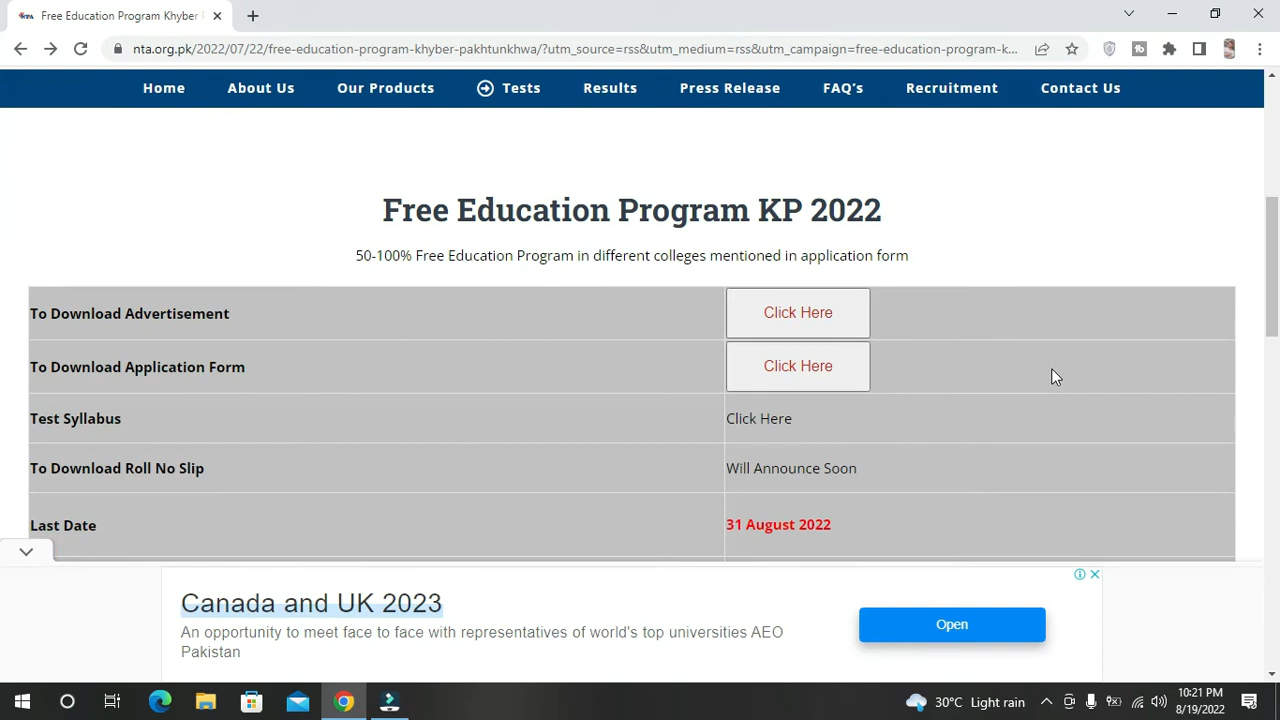 Free Education Program Khyber
nta.org.pk/2022/07/22/free-education-program-khyber-pakhtunkhwa/?utm_source=rss&utm_medium=rss&utm_campaign=free-education-program-k...
Home About Us Our Products Tests Results Press Release FAQ's Recruitment Contact Us
Free Education Program KP 2022
50-100% Free Education Program in different colleges mentioned in application form
To Download Advertisement Click Here
To Download Application Form Click Here
Test Syllabus Click Here
To Download Roll No Slip Will Announce Soon
Last Date 31 August 2022
Canada and UK 2023
An opportunity to meet face to face with representatives of world's top universities AEO
Pakistan
Open
30°C Light rain
10:21 PM
8/19/2022